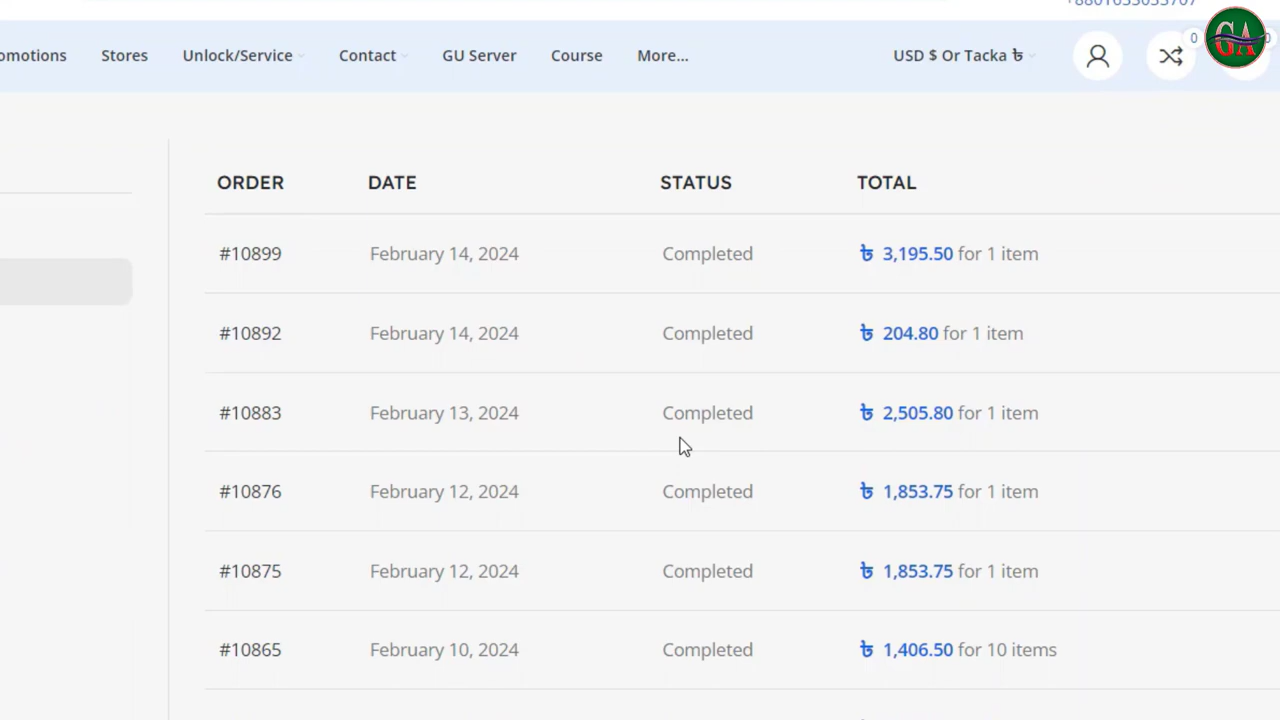 omotions Stores Unlock/Service Contact GU Server Course More... USD $ Or Tacka ৳ 0 GA
ORDER DATE STATUS TOTAL
#10899 February 14, 2024 Completed ৳ 3,195.50 for 1 item
#10892 February 14, 2024 Completed ৳ 204.80 for 1 item
#10883 February 13, 2024 Completed ৳ 2,505.80 for 1 item
#10876 February 12, 2024 Completed ৳ 1,853.75 for 1 item
#10875 February 12, 2024 Completed ৳ 1,853.75 for 1 item
#10865 February 10, 2024 Completed ৳ 1,406.50 for 10 items